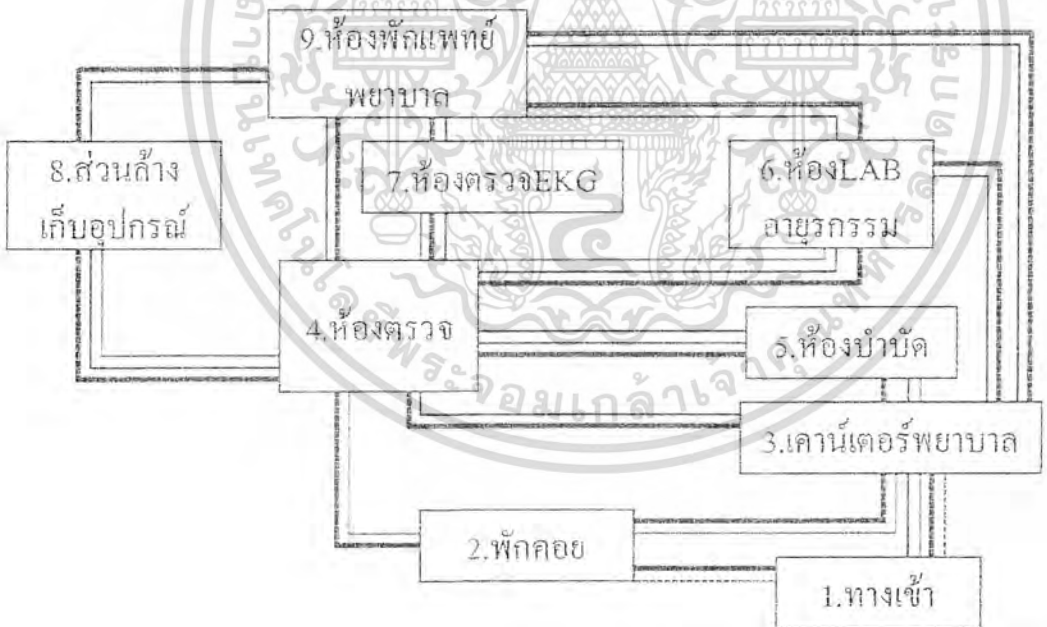 9.ห้องพักแพทย์
พยาบาล
8.ส่วนล้าง
เก็บอุปกรณ์
7.ห้องตรวจEKG
6.ห้องLAB
อายุรกรรม
4.ห้องตรวจ
5.ห้องบำบัด
3.เคาน์เตอร์พยาบาล
2.พักคอย
1.ทางเข้า